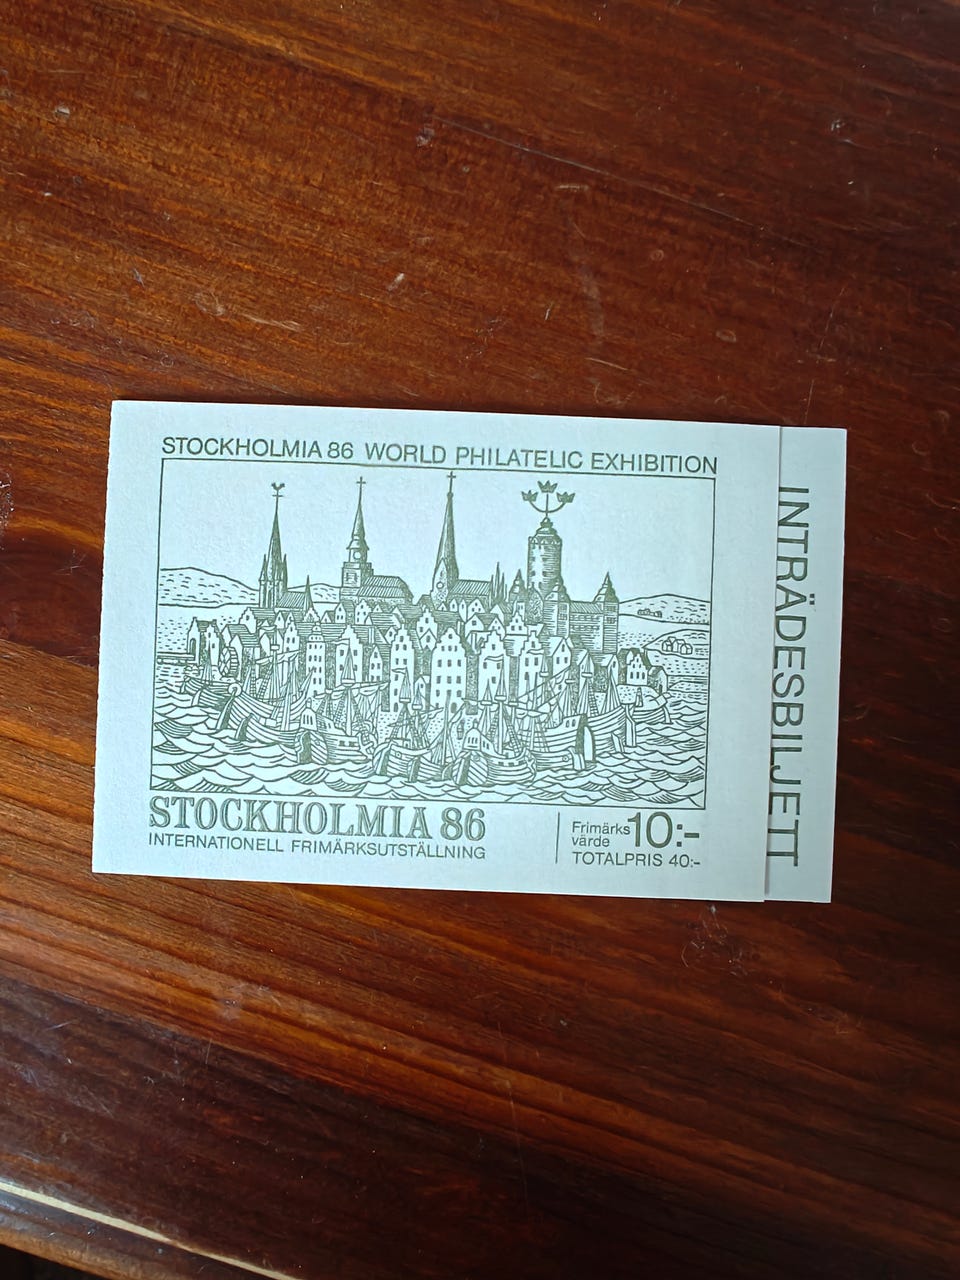 STOCKHOLMIA 86 WORLD PHILATELIC EXHIBITION
STOCKHOLMIA 86
INTERNATIONELL FRIMÄRKSUTSTÄLLNING
Frimärks
värde
10:-
TOTALPRIS 40:-
INTRÄDESBILJETT